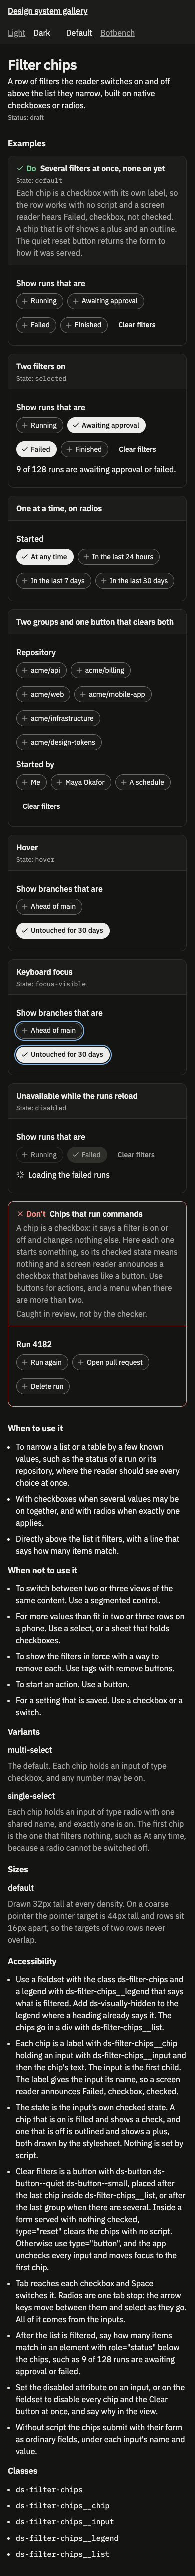 Design system gallery
Light Dark Default Botbench
Filter chips
A row of filters the reader switches on and off
above the list they narrow, built on native
checkboxes or radios.
Status: draft
Examples
Do Several filters at once, none on yet
State: default
Each chip is a checkbox with its own label, so
the row works with no script and a screen
reader hears Failed, checkbox, not checked.
A chip that is off shows a plus and an outline.
The quiet reset button returns the form to
how it was served.
Show runs that are
Running Awaiting approval
Failed Finished Clear filters
Two filters on
State: selected
Show runs that are
Running Awaiting approval
Failed Finished Clear filters
9 of 128 runs are awaiting approval or failed.
One at a time, on radios
Started
At any time In the last 24 hours
In the last 7 days In the last 30 days
Two groups and one button that clears both
Repository
acme/api acme/billing
acme/web acme/mobile-app
acme/infrastructure
acme/design-tokens
Started by
Me Maya Okafor A schedule
Clear filters
Hover
State: hover
Show branches that are
Ahead of main
Untouched for 30 days
Keyboard focus
State: focus-visible
Show branches that are
Ahead of main
Untouched for 30 days
Unavailable while the runs reload
State: disabled
Show runs that are
Running Failed Clear filters
Loading the failed runs
Don't Chips that run commands
A chip is a checkbox: it says a filter is on or
off and changes nothing else. Here each one
starts something, so its checked state means
nothing and a screen reader announces a
checkbox that behaves like a button. Use
buttons for actions, and a menu when there
are more than two.
Caught in review, not by the checker.
Run 4182
Run again Open pull request
Delete run
When to use it
To narrow a list or a table by a few known
values, such as the status of a run or its
repository, where the reader should see every
choice at once.
With checkboxes when several values may be
on together, and with radios when exactly one
applies.
Directly above the list it filters, with a line that
says how many items match.
When not to use it
To switch between two or three views of the
same content. Use a segmented control.
For more values than fit in two or three rows on
a phone. Use a select, or a sheet that holds
checkboxes.
To show the filters in force with a way to
remove each. Use tags with remove buttons.
To start an action. Use a button.
For a setting that is saved. Use a checkbox or a
switch.
Variants
multi-select
The default. Each chip holds an input of type
checkbox, and any number may be on.
single-select
Each chip holds an input of type radio with one
shared name, and exactly one is on. The first chip
is the one that filters nothing, such as At any time,
because a radio cannot be switched off.
Sizes
default
Drawn 32px tall at every density. On a coarse
pointer the pointer target is 44px tall and rows sit
16px apart, so the targets of two rows never
overlap.
Accessibility
Use a fieldset with the class ds-filter-chips and
a legend with ds-filter-chips__legend that says
what is filtered. Add ds-visually-hidden to the
legend where a heading already says it. The
chips go in a div with ds-filter-chips__list.
Each chip is a label with ds-filter-chips__chip
holding an input with ds-filter-chips__input and
then the chip's text. The input is the first child.
The label gives the input its name, so a screen
reader announces Failed, checkbox, checked.
The state is the input's own checked state. A
chip that is on is filled and shows a check, and
one that is off is outlined and shows a plus,
both drawn by the stylesheet. Nothing is set by
script.
Clear filters is a button with ds-button ds-
button--quiet ds-button--small, placed after
the last chip inside ds-filter-chips__list, or after
the last group when there are several. Inside a
form served with nothing checked,
type="reset" clears the chips with no script.
Otherwise use type="button", and the app
unchecks every input and moves focus to the
first chip.
Tab reaches each checkbox and Space
switches it. Radios are one tab stop: the arrow
keys move between them and select as they go.
All of it comes from the inputs.
After the list is filtered, say how many items
match in an element with role="status" below
the chips, such as 9 of 128 runs are awaiting
approval or failed.
Set the disabled attribute on an input, or on the
fieldset to disable every chip and the Clear
button at once, and say why in the view.
Without script the chips submit with their form
as ordinary fields, under each input's name and
value.
Classes
ds-filter-chips
ds-filter-chips__chip
ds-filter-chips__input
ds-filter-chips__legend
ds-filter-chips__list